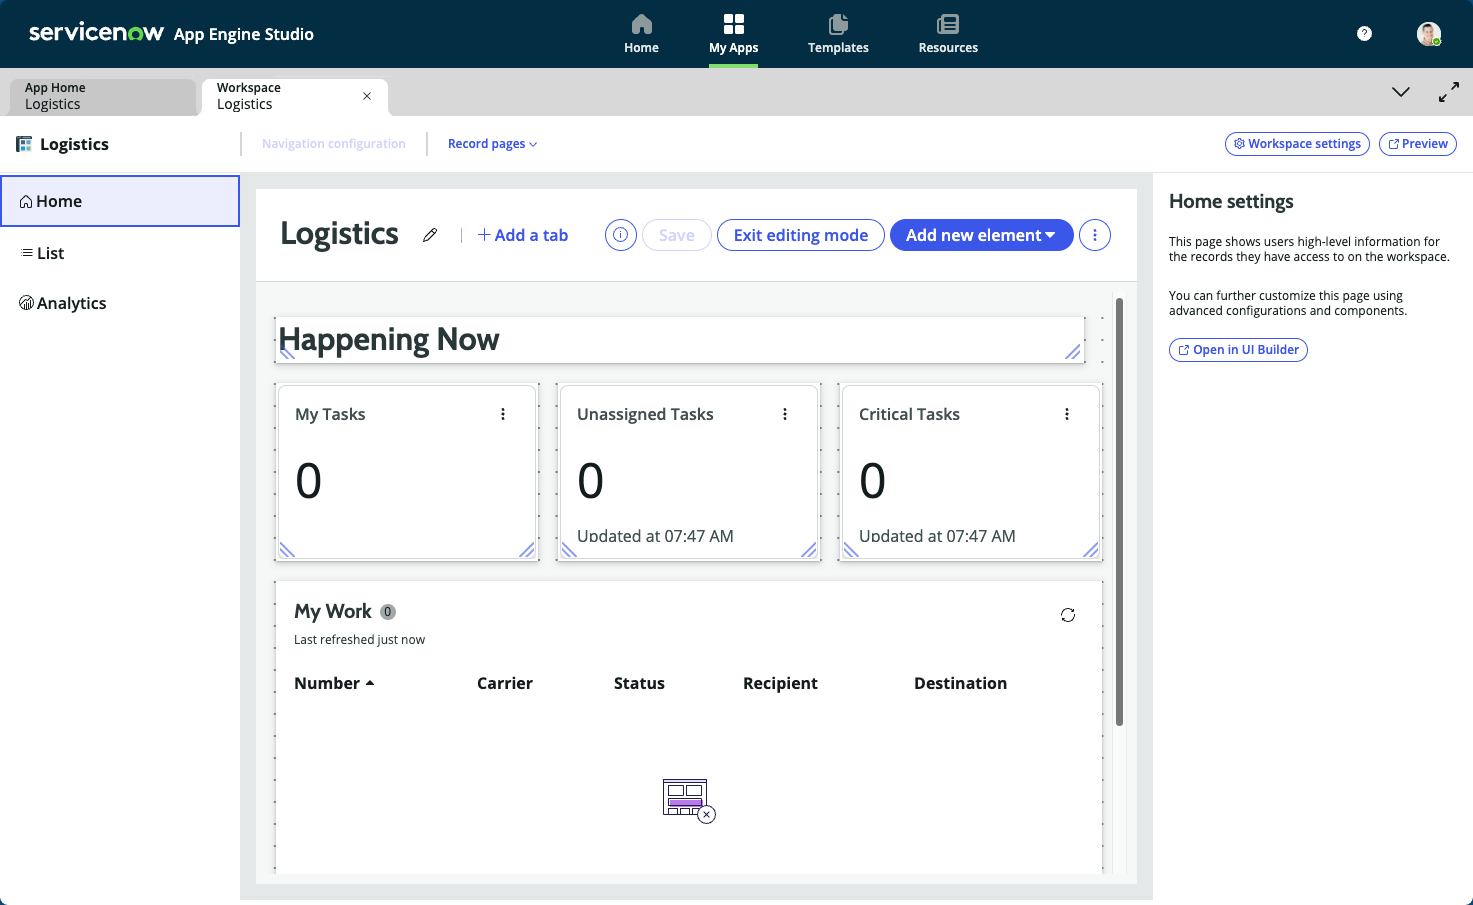 servicenow App Engine Studio
Home
My Apps
Templates
Resources
?
App Home
Logistics
Workspace
Logistics
Logistics
Navigation configuration
Record pages
Workspace settings
Preview
Home
List
Analytics
Logistics
+ Add a tab
Save
Exit editing mode
Add new element
Home settings
This page shows users high-level information for
the records they have access to on the workspace.
You can further customize this page using
advanced configurations and components.
Open in UI Builder
Happening Now
My Tasks
0
Unassigned Tasks
0
Updated at 07:47 AM
Critical Tasks
0
Updated at 07:47 AM
My Work 0
Last refreshed just now
Number Carrier Status Recipient Destination